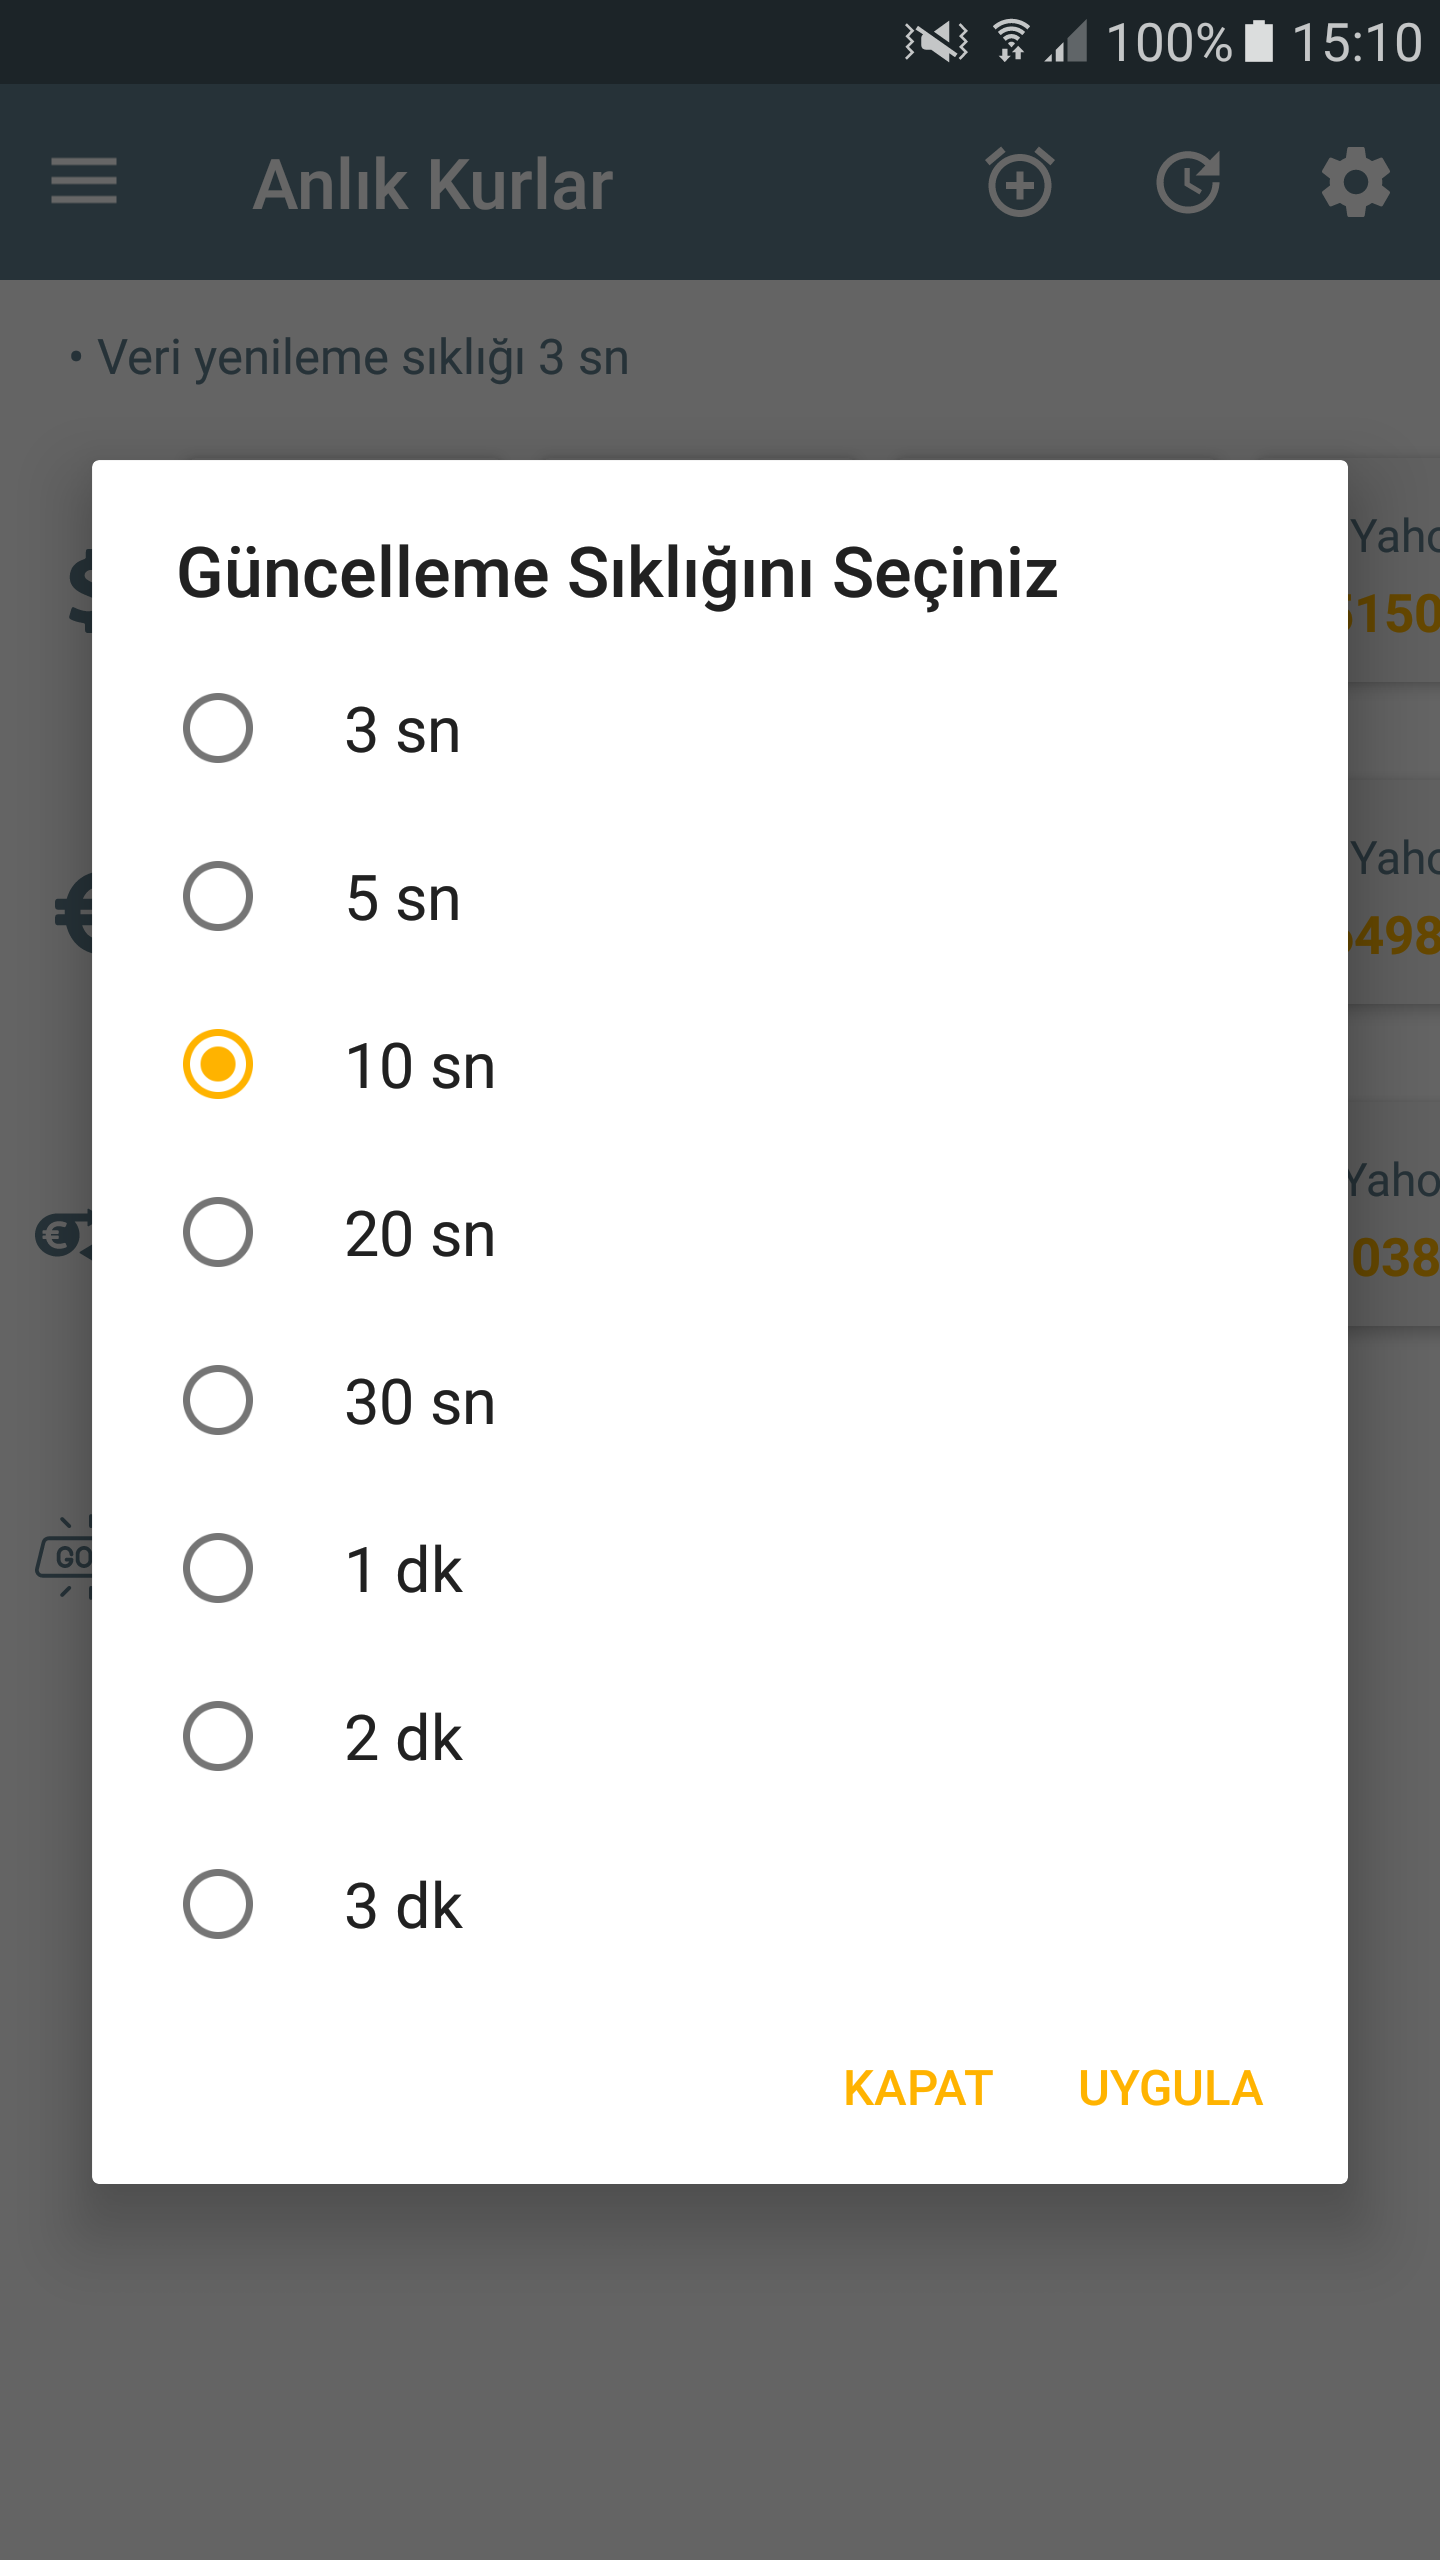 100% 15:10
Anlık Kurlar
• Veri yenileme sıklığı 3 sn
Güncelleme Sıklığını Seçiniz
3 sn
5 sn
10 sn
20 sn
30 sn
1 dk
2 dk
3 dk
KAPAT UYGULA